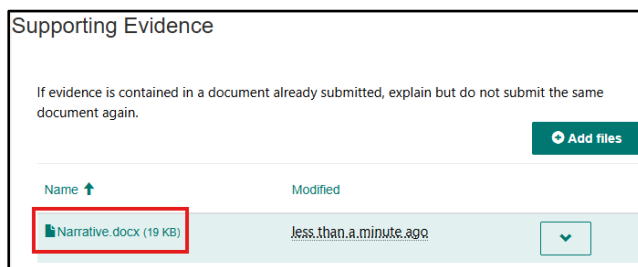 Supporting Evidence
If evidence is contained in a document already submitted, explain but do not submit the same
document again.
Add files
Name Modified
Narrative.docx (19 KB) less than a minute ago